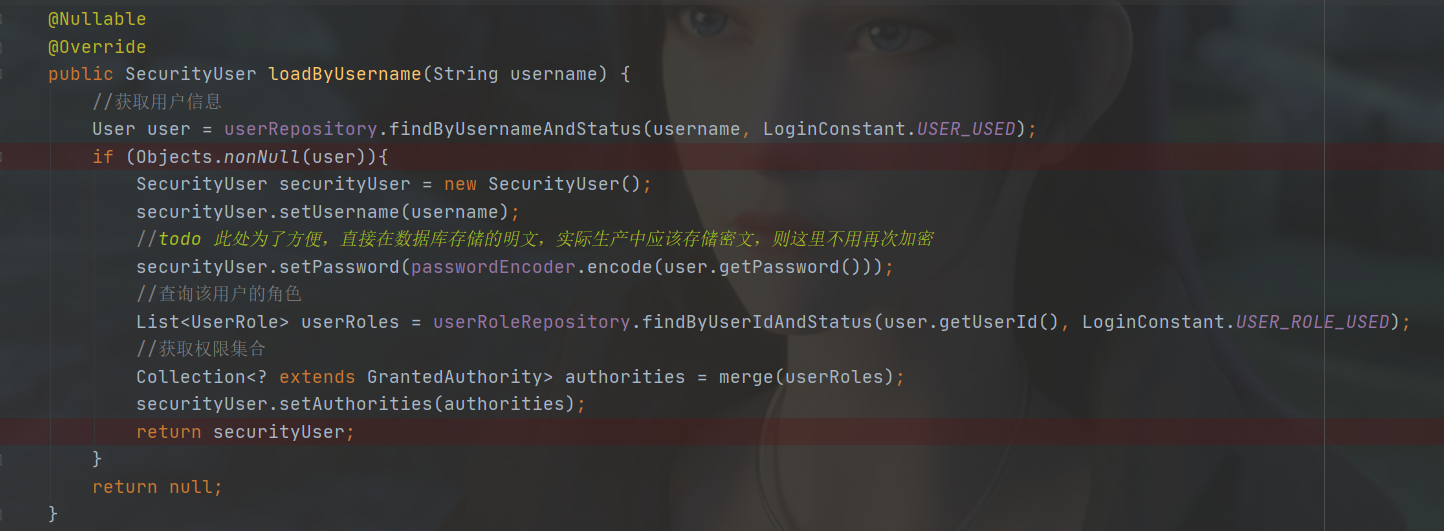 @Nullable
@Override
public SecurityUser loadByUsername(String username) {
//获取用户信息
User user = userRepository.findByUsernameAndStatus(username, LoginConstant.USER_USED);
if (Objects.nonNull(user)){
SecurityUser securityUser = new SecurityUser();
securityUser.setUsername(username);
//todo 此处为了方便，直接在数据库存储的明文，实际生产中应该存储密文，则这里不用再次加密
securityUser.setPassword(passwordEncoder.encode(user.getPassword()));
//查询该用户的角色
List<UserRole> userRoles = userRoleRepository.findByUserIdAndStatus(user.getUserId(), LoginConstant.USER_ROLE_USED);
//获取权限集合
Collection<? extends GrantedAuthority> authorities = merge(userRoles);
securityUser.setAuthorities(authorities);
return securityUser;
}
return null;
}